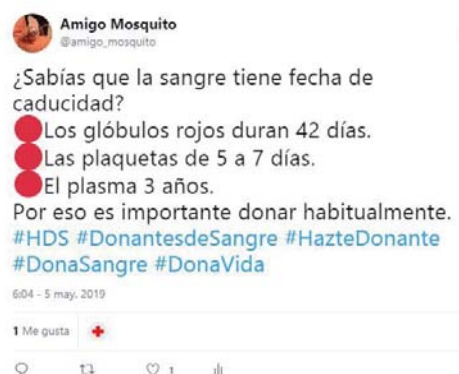 Amigo Mosquito
@amigo_mosquito
¿Sabías que la sangre tiene fecha de
caducidad?
Los glóbulos rojos duran 42 días.
Las plaquetas de 5 a 7 días.
El plasma 3 años.
Por eso es importante donar habitualmente.
#HDS #DonantesdeSangre #HazteDonante
#DonaSangre #DonaVida
6:04 - 5 may. 2019
1 Me gusta
1